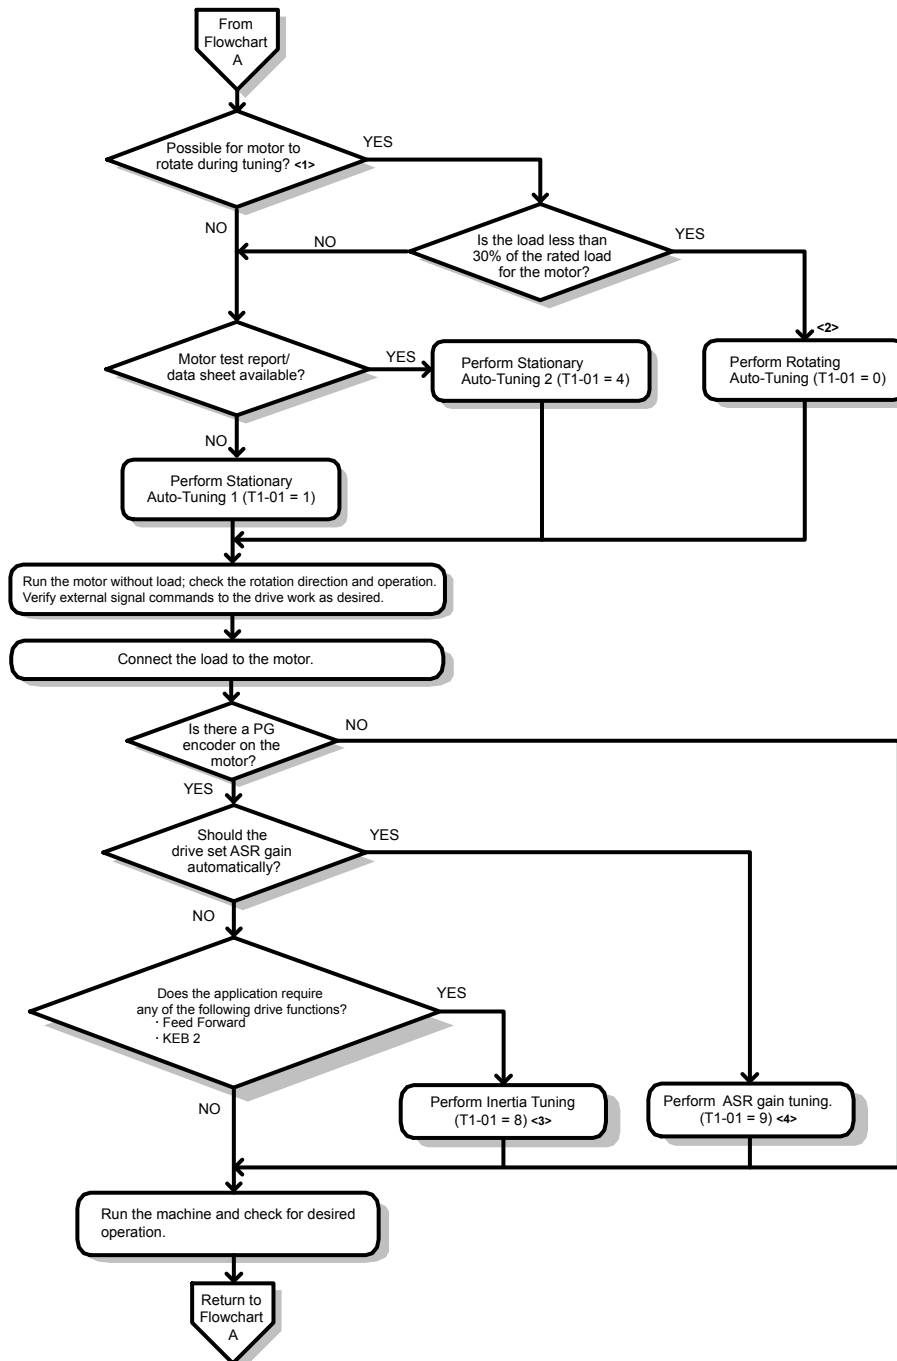 From
Flowchart
A
Possible for motor to
rotate during tuning? <1>
YES
NO
Is the load less than
30% of the rated load
for the motor?
NO
YES
<2>
Motor test report/
data sheet available?
YES
Perform Stationary
Auto-Tuning 2 (T1-01 = 4)
Perform Rotating
Auto-Tuning (T1-01 = 0)
NO
Perform Stationary
Auto-Tuning 1 (T1-01 = 1)
Run the motor without load; check the rotation direction and operation.
Verify external signal commands to the drive work as desired.
Connect the load to the motor.
Is there a PG
encoder on the
motor?
NO
YES
Should the
drive set ASR gain
automatically?
YES
NO
Does the application require
any of the following drive functions?
· Feed Forward
· KEB 2
YES
NO
Perform Inertia Tuning
(T1-01 = 8) <3>
Perform ASR gain tuning.
(T1-01 = 9) <4>
Run the machine and check for desired
operation.
Return to
Flowchart
A